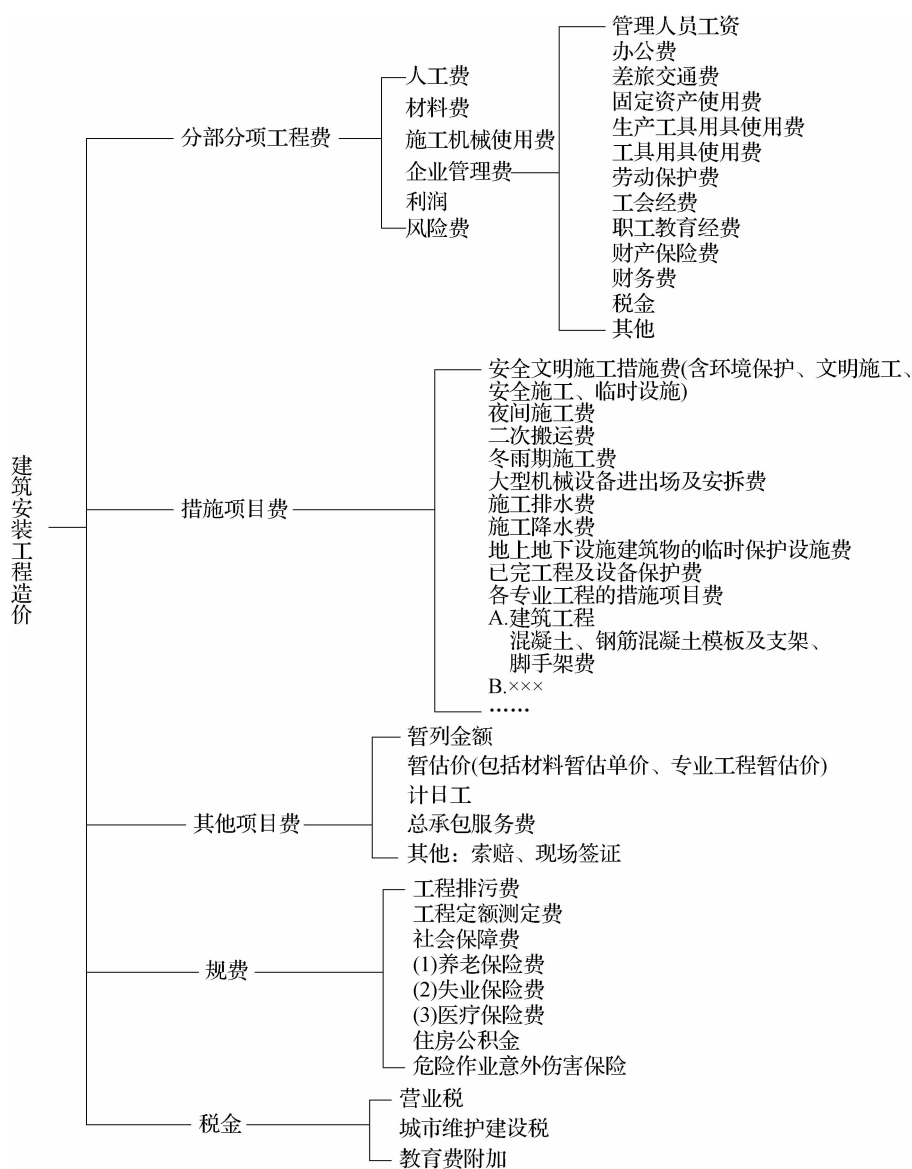 建筑安装工程造价
分部分项工程费
人工费
材料费
施工机械使用费
企业管理费
利润
风险费
管理人员工资
办公费
差旅交通费
固定资产使用费
生产工具用具使用费
工具用具使用费
劳动保护费
工会经费
职工教育经费
财产保险费
财务费
税金
其他
措施项目费
安全文明施工措施费(含环境保护、文明施工、
安全施工、临时设施)
夜间施工费
二次搬运费
冬雨期施工费
大型机械设备进出场及安拆费
施工排水费
施工降水费
地上地下设施建筑物的临时保护设施费
已完工程及设备保护费
各专业工程的措施项目费
A.建筑工程
混凝土、钢筋混凝土模板及支架、
脚手架费
B.×××
……
其他项目费
暂列金额
暂估价(包括材料暂估单价、专业工程暂估价)
计日工
总承包服务费
其他：索赔、现场签证
规费
工程排污费
工程定额测定费
社会保障费
(1)养老保险费
(2)失业保险费
(3)医疗保险费
住房公积金
危险作业意外伤害保险
税金
营业税
城市维护建设税
教育费附加